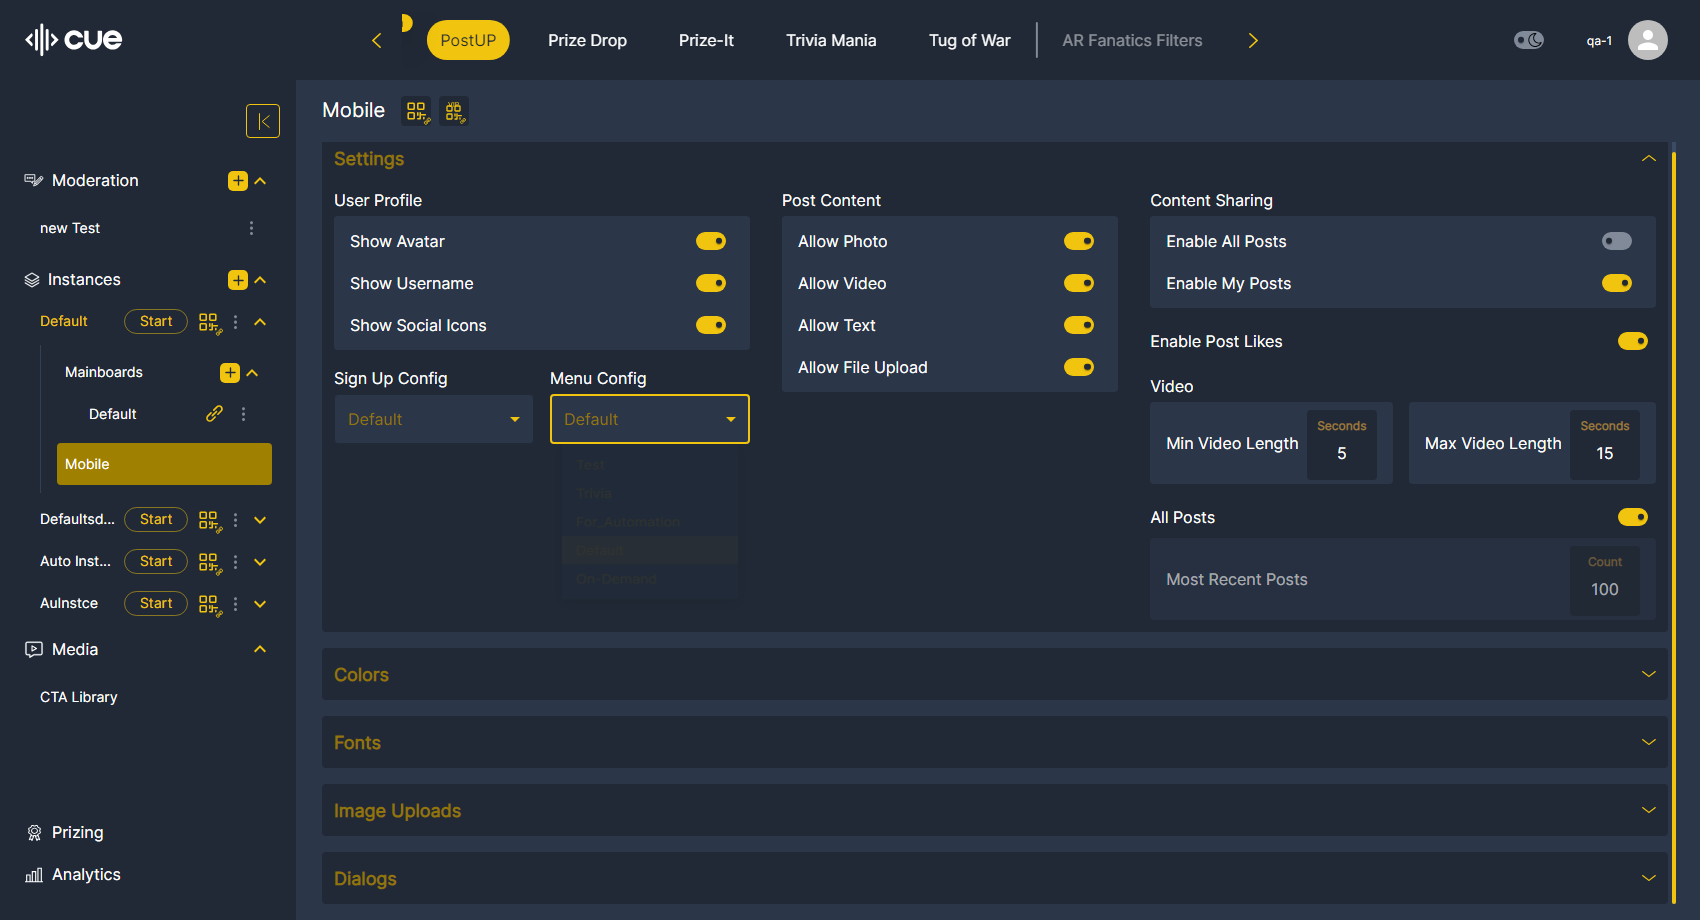 cue
PostUP
Prize Drop
Prize-It
Trivia Mania
Tug of War
AR Fanatics Filters
qa-1
Moderation
new Test
Instances
Default
Start
Mainboards
Default
Mobile
Defaultsd...
Start
Auto Inst...
Start
AuInstce
Start
Media
CTA Library
Prizing
Analytics
Mobile
Settings
User Profile
Show Avatar
Show Username
Show Social Icons
Sign Up Config
Default
Menu Config
Default
Test
Trivia
For_Automation
Default
On-Demand
Post Content
Allow Photo
Allow Video
Allow Text
Allow File Upload
Content Sharing
Enable All Posts
Enable My Posts
Enable Post Likes
Video
Min Video Length
Seconds
5
Max Video Length
Seconds
15
All Posts
Most Recent Posts
Count
100
Colors
Fonts
Image Uploads
Dialogs